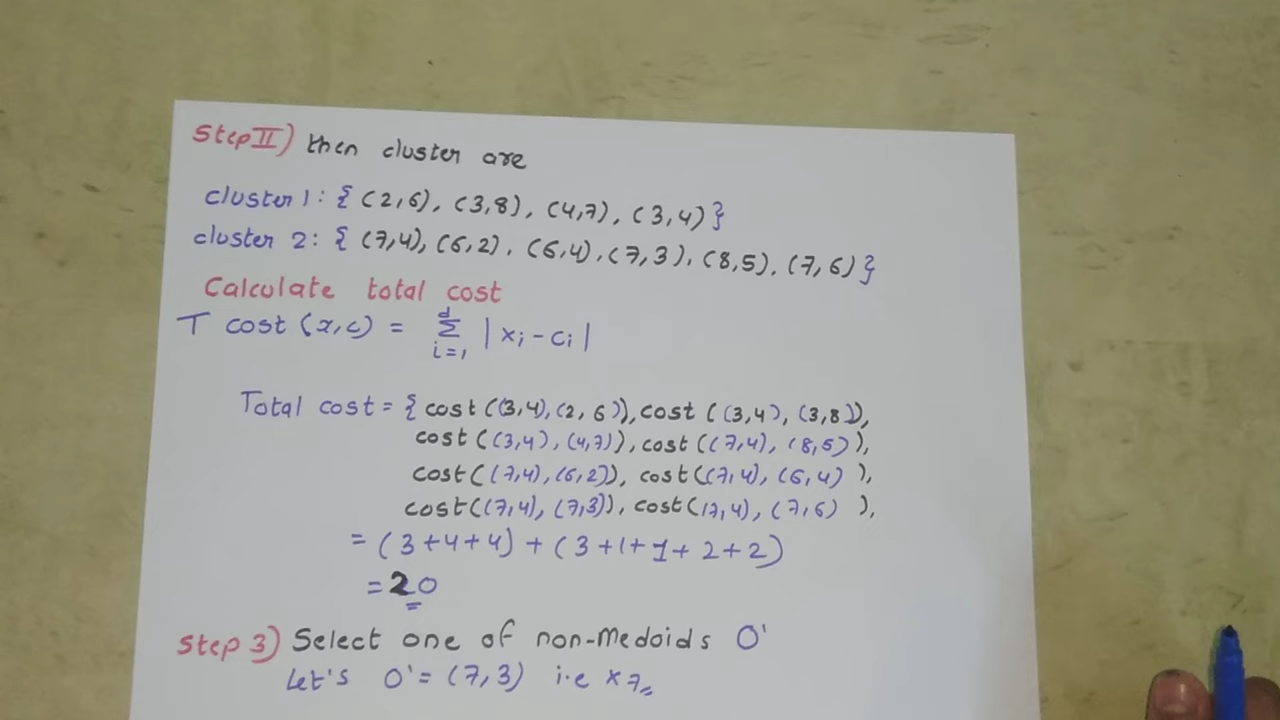 Step II) then cluster are
cluster 1: { (2,6), (3,8), (4,7), (3,4) }
cluster 2: { (7,4), (6,2), (6,4), (7,3), (8,5), (7,6) }
Calculate total cost
T cost (x,c) = d Σ i=1 | xi - ci |
Total cost = { cost ((3,4), (2,6)), cost ((3,4), (3,8)),
cost ((3,4), (4,7)), cost ((7,4), (8,5)),
cost ((7,4), (6,2)), cost ((7,4), (6,4) ),
cost ((7,4), (7,3)), cost (17,4), (7,6) ),
= (3+4+4) + (3+1+1+2+2)
= 20
Step 3) Select one of non-Medoids O'
Let's O' = (7,3) i.e x7